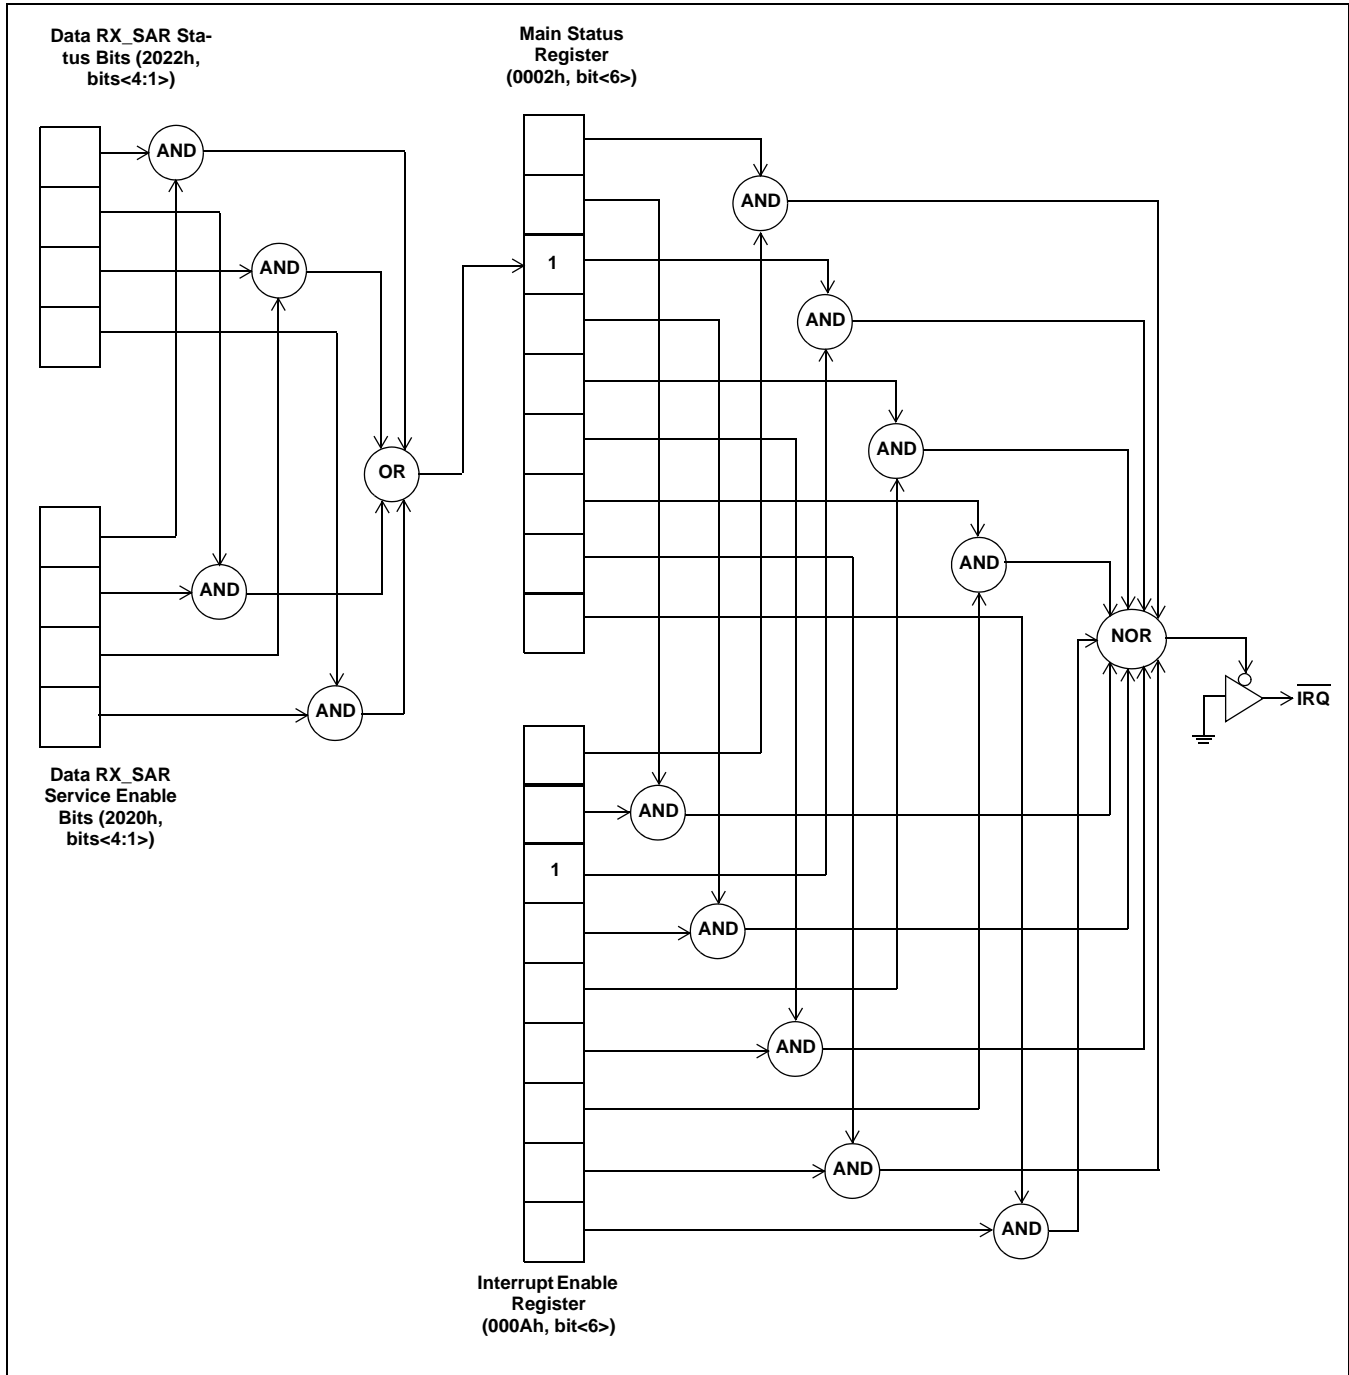 Data RX_SAR Sta-
tus Bits (2022h,
bits<4:1>)
Main Status
Register
(0002h, bit<6>)
AND
AND
1
AND
AND
AND
OR
AND
AND
AND
AND
NOR
IRQ
Data RX_SAR
Service Enable
Bits (2020h,
bits<4:1>)
AND
1
AND
AND
AND
AND
Interrupt Enable
Register
(000Ah, bit<6>)